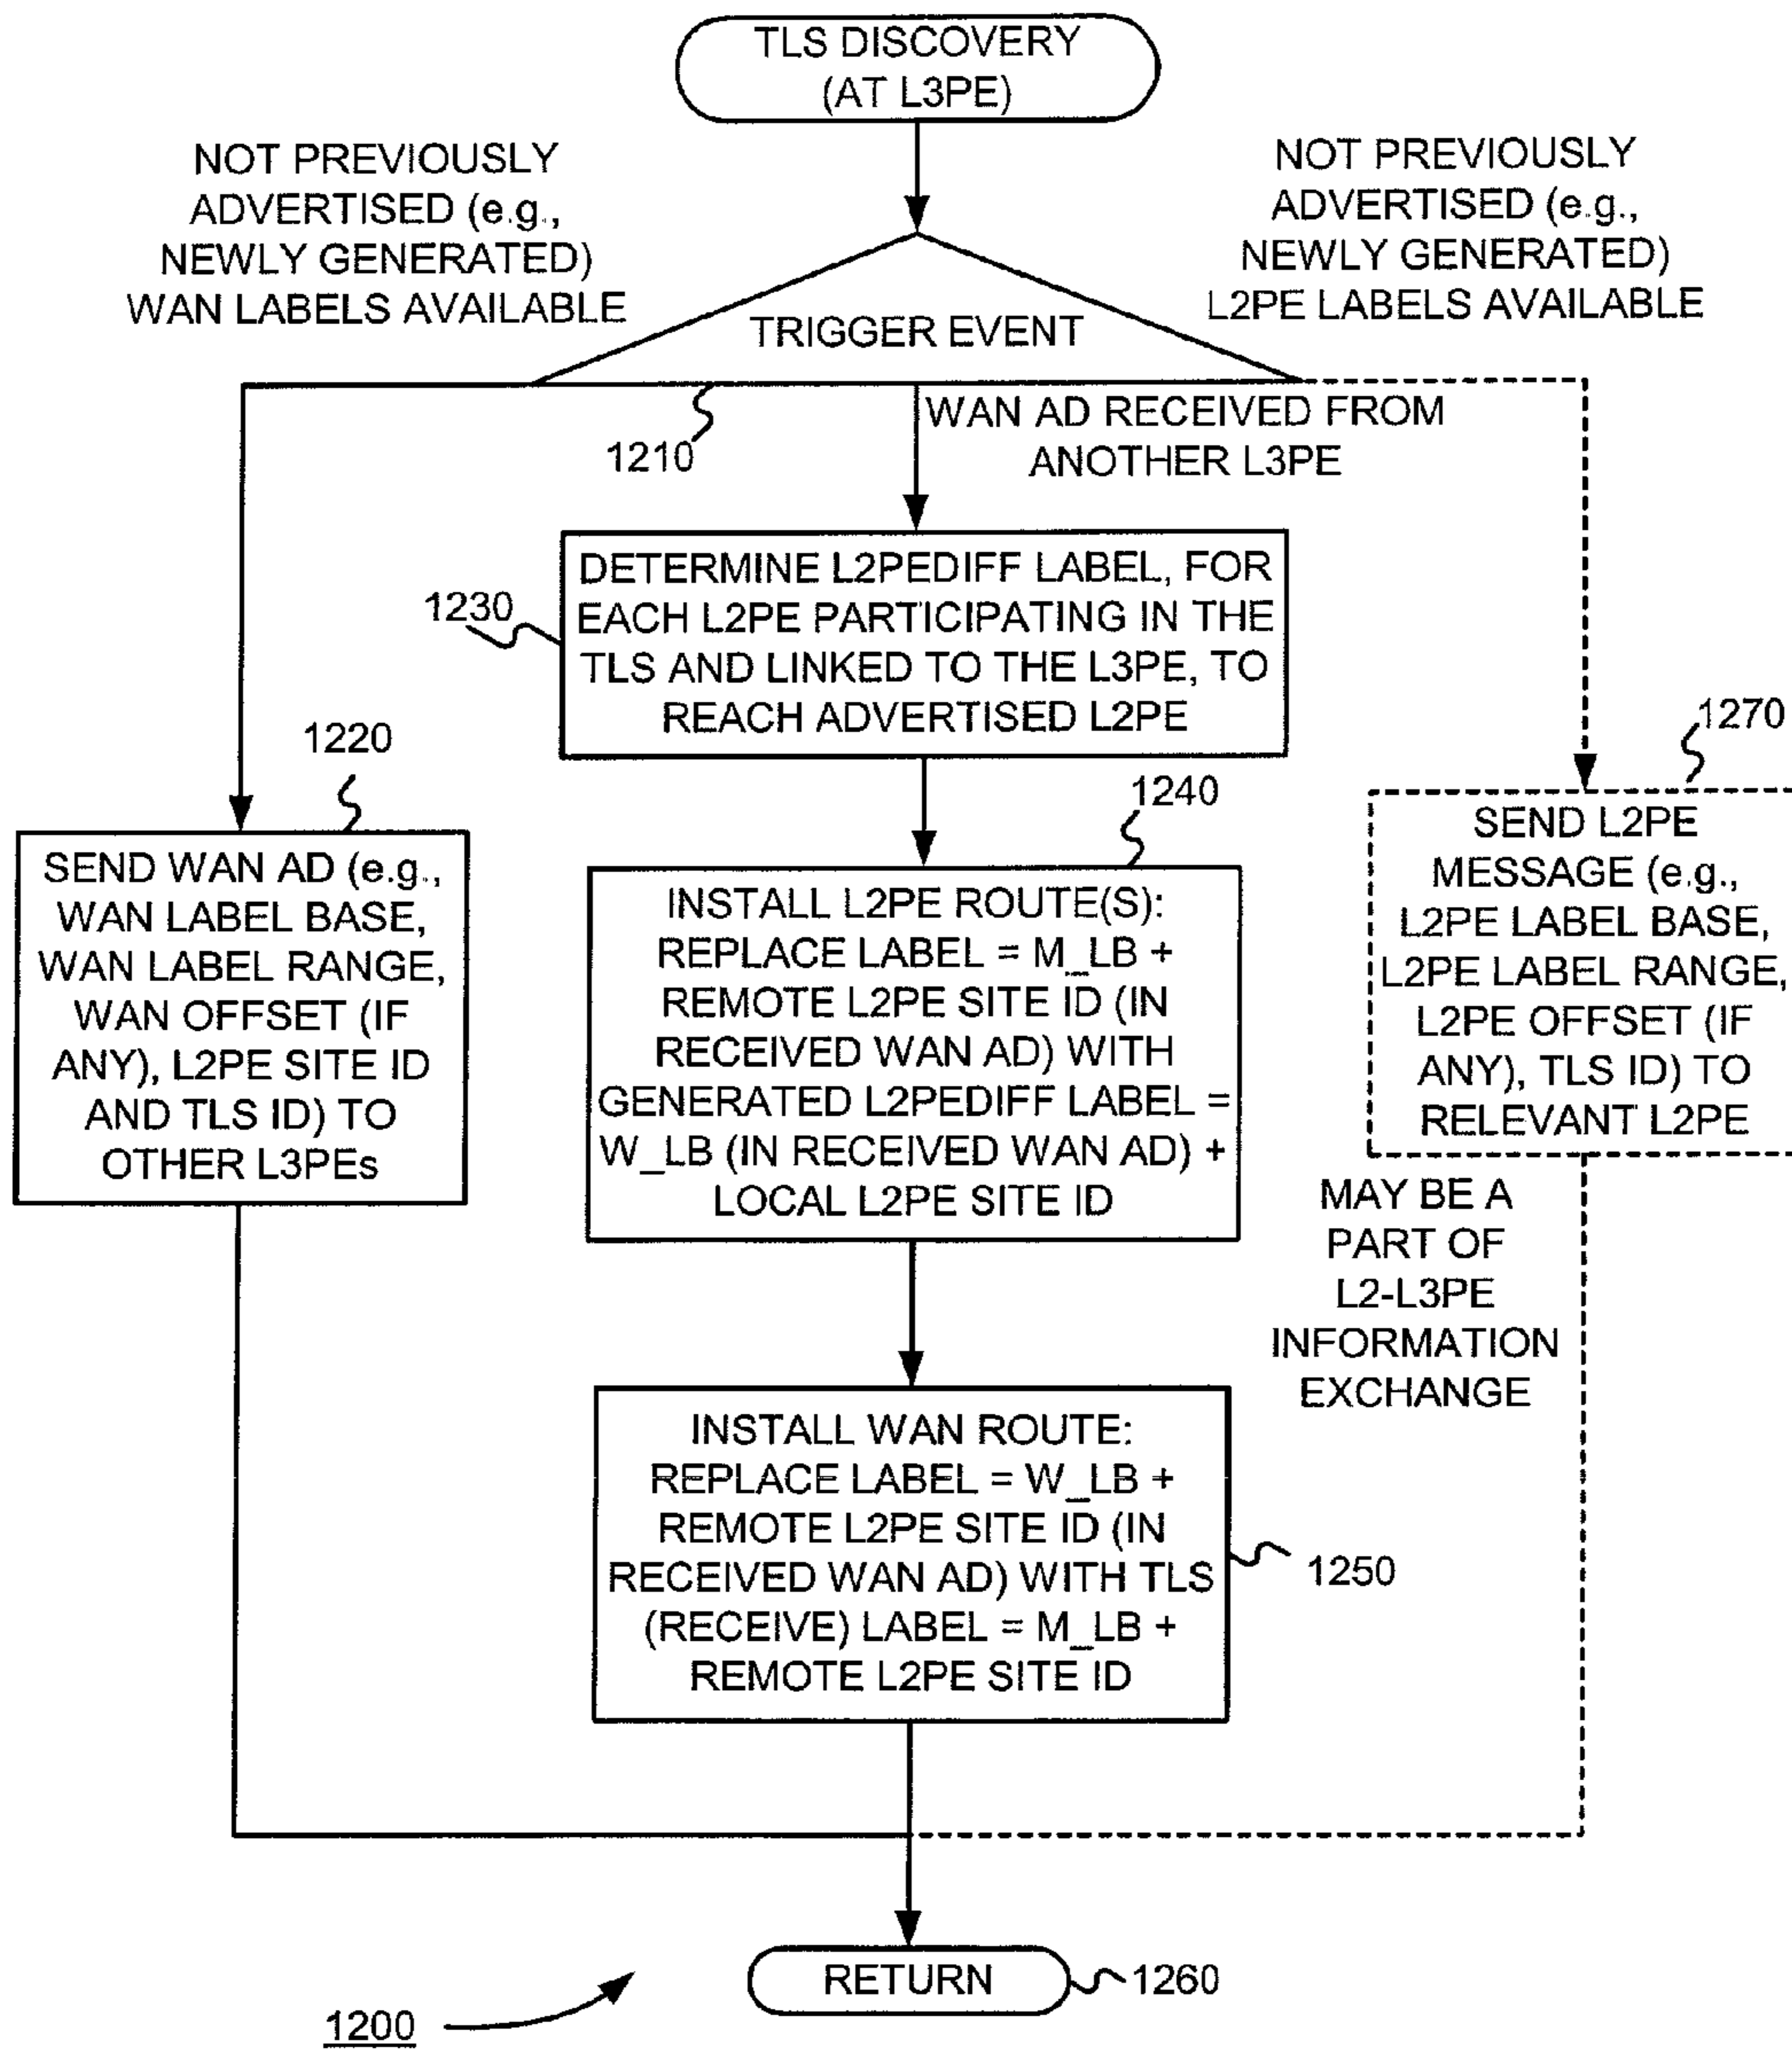 TLS DISCOVERY
(AT L3PE)
NOT PREVIOUSLY
ADVERTISED (e.g.,
NEWLY GENERATED)
WAN LABELS AVAILABLE
NOT PREVIOUSLY
ADVERTISED (e.g.,
NEWLY GENERATED)
L2PE LABELS AVAILABLE
TRIGGER EVENT
1210
WAN AD RECEIVED FROM
ANOTHER L3PE
1230
DETERMINE L2PEDIFF LABEL, FOR
EACH L2PE PARTICIPATING IN THE
TLS AND LINKED TO THE L3PE, TO
REACH ADVERTISED L2PE
1220
SEND WAN AD (e.g.,
WAN LABEL BASE,
WAN LABEL RANGE,
WAN OFFSET (IF
ANY), L2PE SITE ID
AND TLS ID) TO
OTHER L3PEs
1240
INSTALL L2PE ROUTE(S):
REPLACE LABEL = M_LB +
REMOTE L2PE SITE ID (IN
RECEIVED WAN AD) WITH
GENERATED L2PEDIFF LABEL =
W_LB (IN RECEIVED WAN AD) +
LOCAL L2PE SITE ID
1270
SEND L2PE
MESSAGE (e.g.,
L2PE LABEL BASE,
L2PE LABEL RANGE,
L2PE OFFSET (IF
ANY), TLS ID) TO
RELEVANT L2PE
MAY BE A
PART OF
L2-L3PE
INFORMATION
EXCHANGE
INSTALL WAN ROUTE:
REPLACE LABEL = W_LB +
REMOTE L2PE SITE ID (IN
RECEIVED WAN AD) WITH TLS
(RECEIVE) LABEL = M_LB +
REMOTE L2PE SITE ID
1250
RETURN
1260
1200